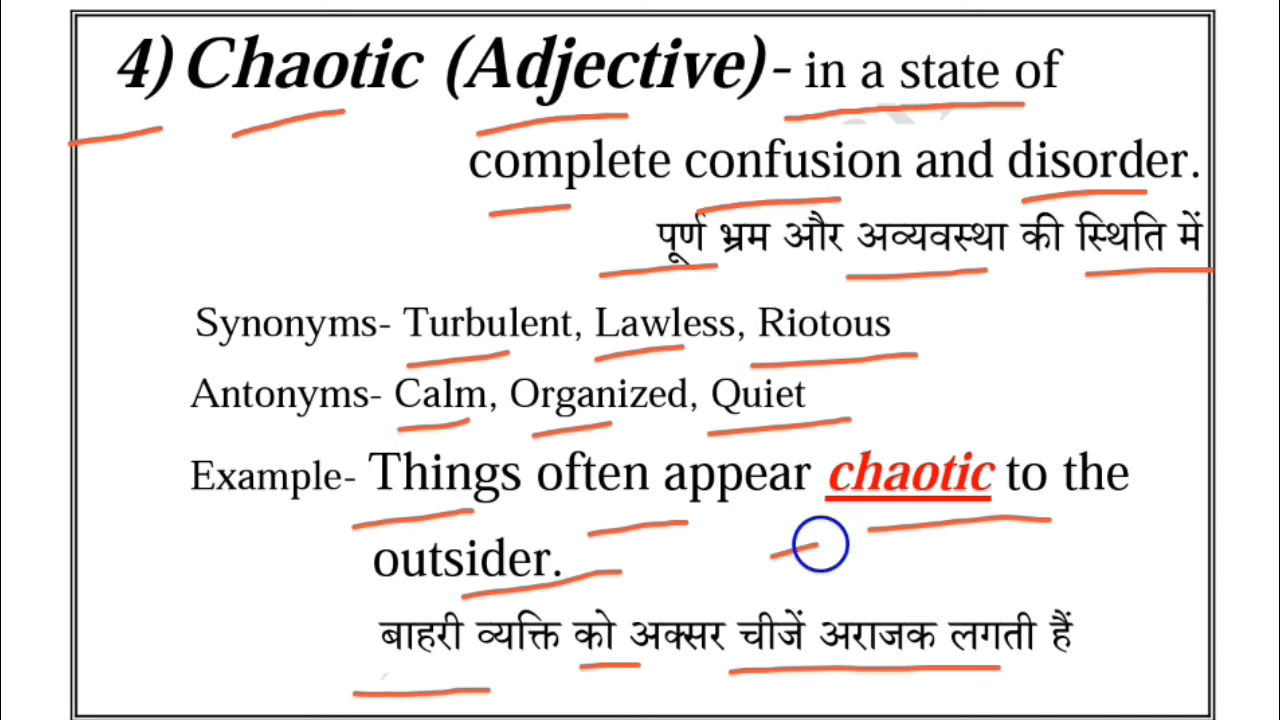 4) Chaotic (Adjective)- in a state of
complete confusion and disorder.
पूर्ण भ्रम और अव्यवस्था की स्थिति में
Synonyms- Turbulent, Lawless, Riotous
Antonyms- Calm, Organized, Quiet
Example- Things often appear chaotic to the
outsider.
बाहरी व्यक्ति को अक्सर चीजें अराजक लगती हैं